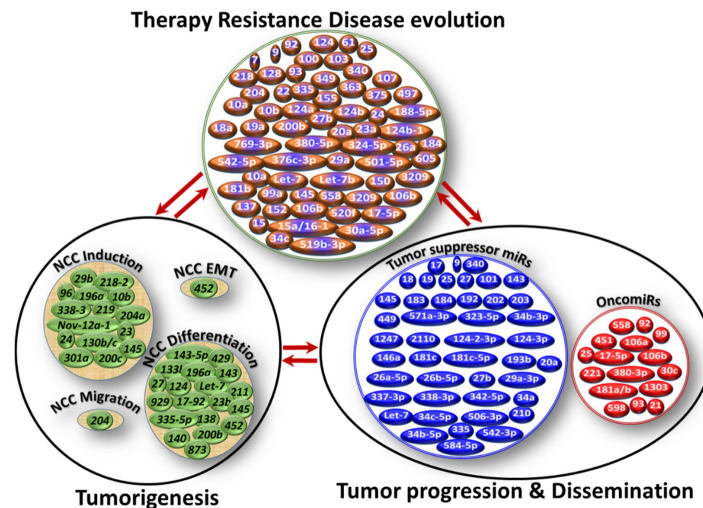 Therapy Resistance Disease evolution
92 124 61 25
7 9 100 103
218 128 93 349 340 107
204 22 335 155 363 375 497
10a 10b 124a 27b 124b 24 188-5p
18a 19a 200b 20a 23a 124b-1
769-3p 380-5p 324-5p 26a 184
542-5p 376c-3p 29a 501-5p 605
10a Let-7 Let-7b 150 3209
181b 99a 145 558 3209 106b
137 152 106b 520f 17-5p
15 15a/16-1 30a-5p
34c 519b-3p
NCC Induction
29b 218-2
96 196a 10b
338-3 219 204a
Nov-12a-1 23
24 130b/c 145
301a 200c
NCC EMT
452
NCC Differentiation
143-5p 429
133l 196a 143
27 124 Let-7 211
929 17-92 23b 145
335-5p 138 452
140 200b
873
NCC Migration
204
Tumorigenesis
Tumor suppressor miRs
17 9 340
18 19 25 27 101 143
145 183 184 192 202 203
449 571a-3p 323-5p 34b-3p
1247 2110 124-2-3p 124-3p
146a 181c 181c-5p 193b 20a
26a-5p 26b-5p 27b 29a-3p
337-3p 338-3p 342-5p 34a
Let-7 34c-5p 506-3p 210
34b-5p 335 542-3p
584-5p
OncomiRs
558 92
451 106a 99
25 17-5p 106b
221 380-3p 30c
181a/b 1303
598 93 21
Tumor progression & Dissemination